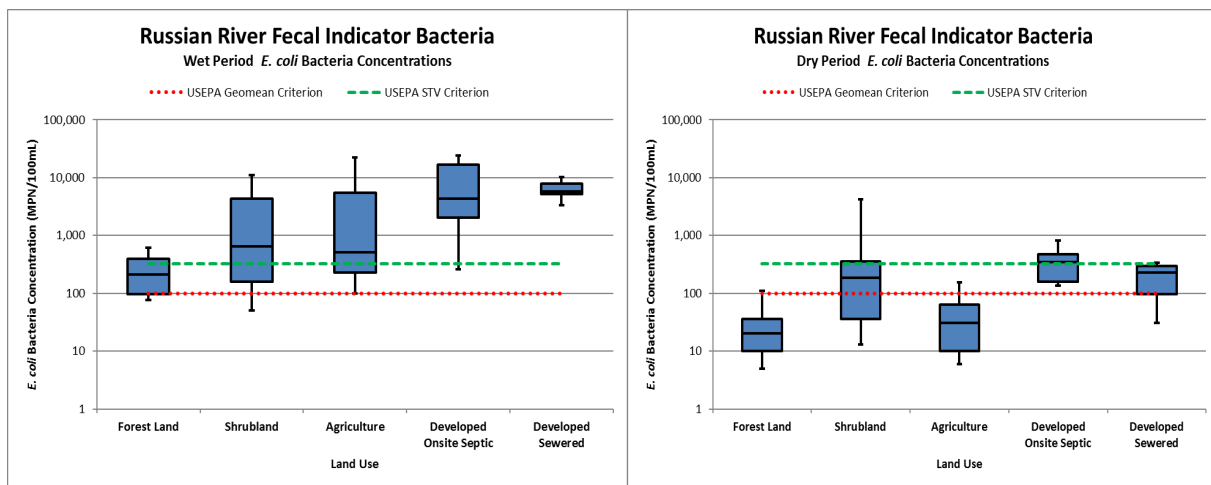 Russian River Fecal Indicator Bacteria
Wet Period E. coli Bacteria Concentrations
USEPA Geomean Criterion
USEPA STV Criterion
E. coli Bacteria Concentration (MPN/100mL)
100,000
10,000
1,000
100
10
1
Forest Land
Shrubland
Agriculture
Developed
Onsite Septic
Developed
Sewered
Land Use
Russian River Fecal Indicator Bacteria
Dry Period E. coli Bacteria Concentrations
USEPA Geomean Criterion
USEPA STV Criterion
E. coli Bacteria Concentration (MPN/100mL)
100,000
10,000
1,000
100
10
1
Forest Land
Shrubland
Agriculture
Developed
Onsite Septic
Developed
Sewered
Land Use